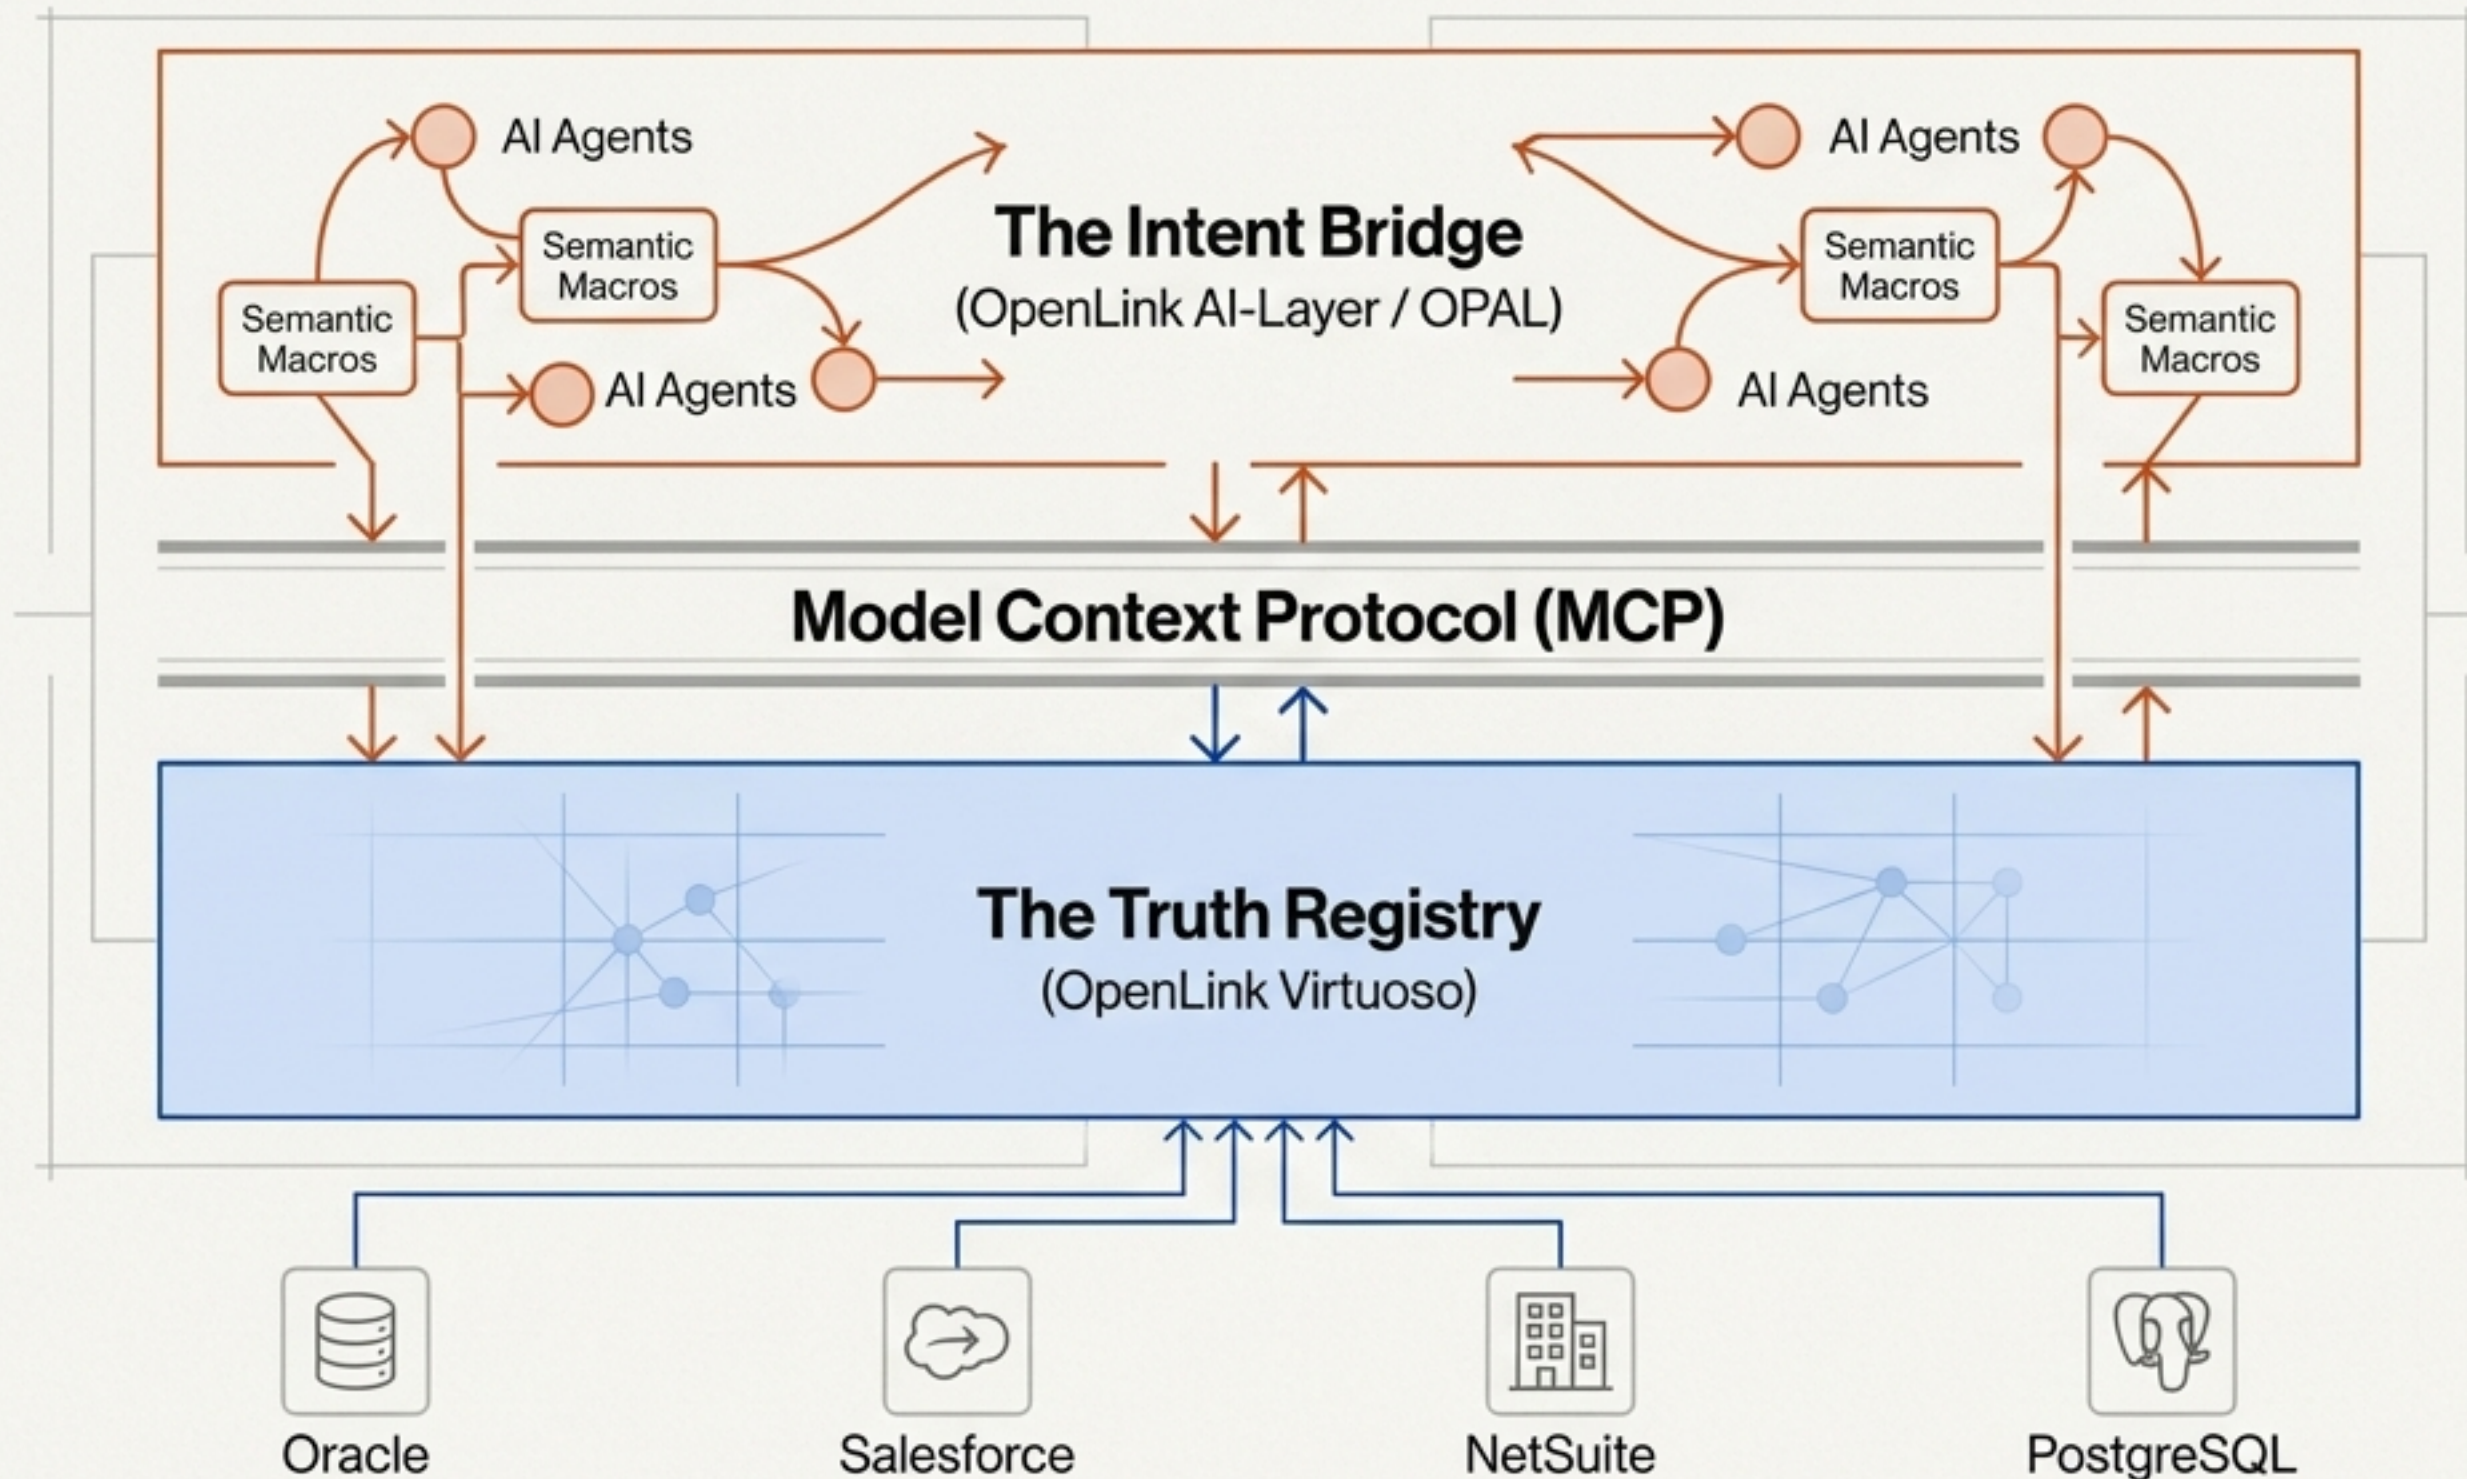 AI Agents
AI Agents
Semantic
Macros
Semantic
Macros
The Intent Bridge
(OpenLink AI-Layer / OPAL)
Semantic
Macros
Semantic
Macros
AI Agents
AI Agents
Model Context Protocol (MCP)
The Truth Registry
(OpenLink Virtuoso)
Oracle
Salesforce
NetSuite
PostgreSQL